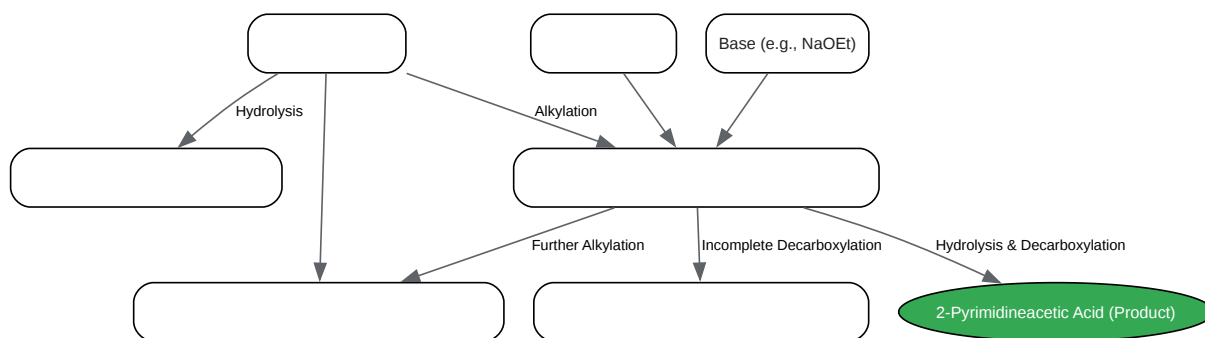 Base (e.g., NaOEt)
Hydrolysis
Alkylation
Further Alkylation
Incomplete Decarboxylation
Hydrolysis & Decarboxylation
2-Pyrimidineacetic Acid (Product)